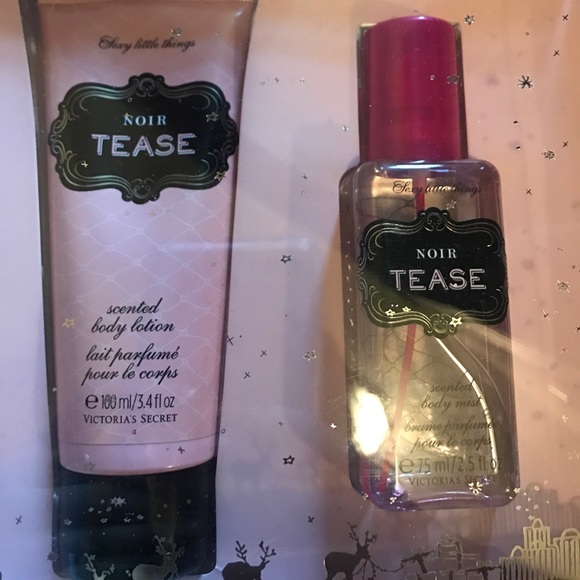 Sexy little things
NOIR
TEASE
scented
body lotion
lait parfumé
pour le corps
e 100 ml/3.4 fl oz
VICTORIA'S SECRET
Sexy little things
NOIR
TEASE
scented
body mist
brume parfumée
pour le corps
e 75 ml/2.5 fl oz
VICTORIA'S SECRET